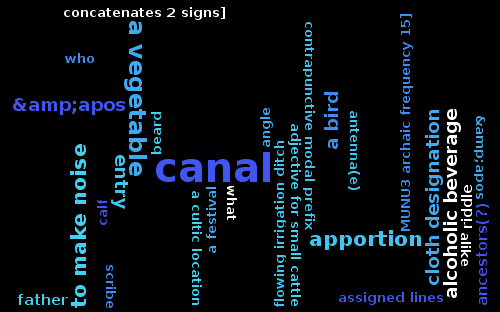 concatenates 2 signs]
who
a vegetable
&amp;apos
beard
canal
to make noise
entry
calf
scribe
father
a cultic location
a festival
what
angle
flowing irrigation ditch
adjective for small cattle
contrapunctive modal prefix
a bird
antenna(e)
apportion
assigned lines
MUNU3 archaic frequency 15]
cloth designation
alcoholic beverage
riddle
alike
ancestors(?)
&amp;apos